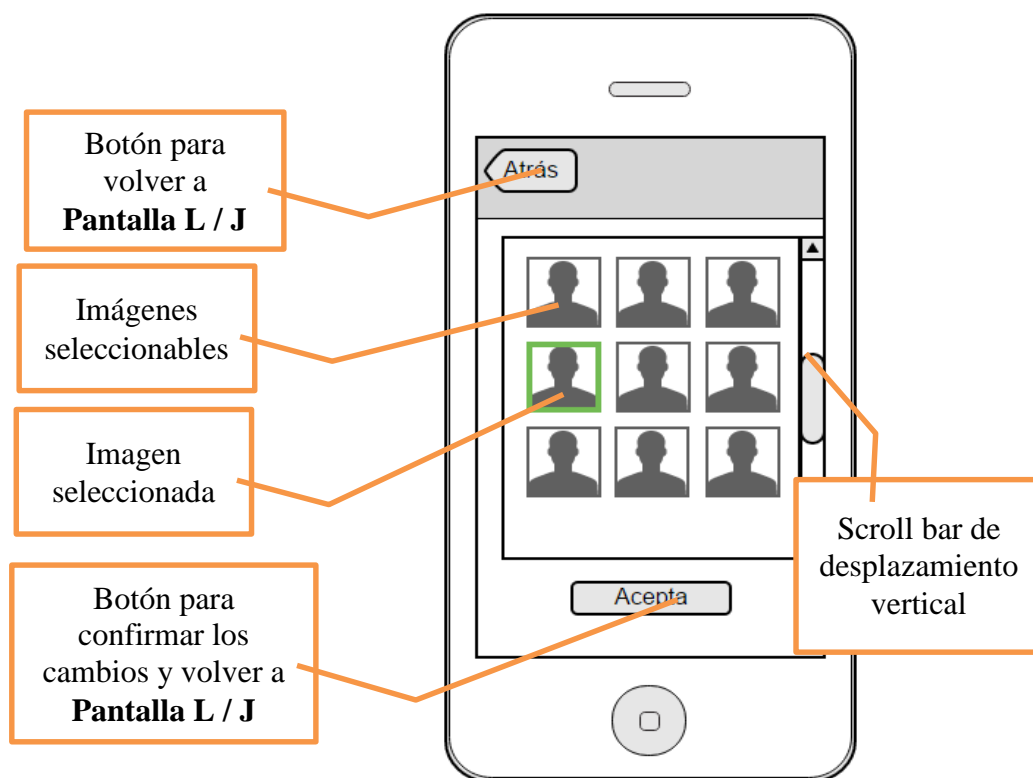 Botón para
volver a
Pantalla L / J
Atrás
Imágenes
seleccionables
Imagen
seleccionada
Botón para
confirmar los
cambios y volver a
Pantalla L / J
Acepta
Scroll bar de
desplazamiento
vertical